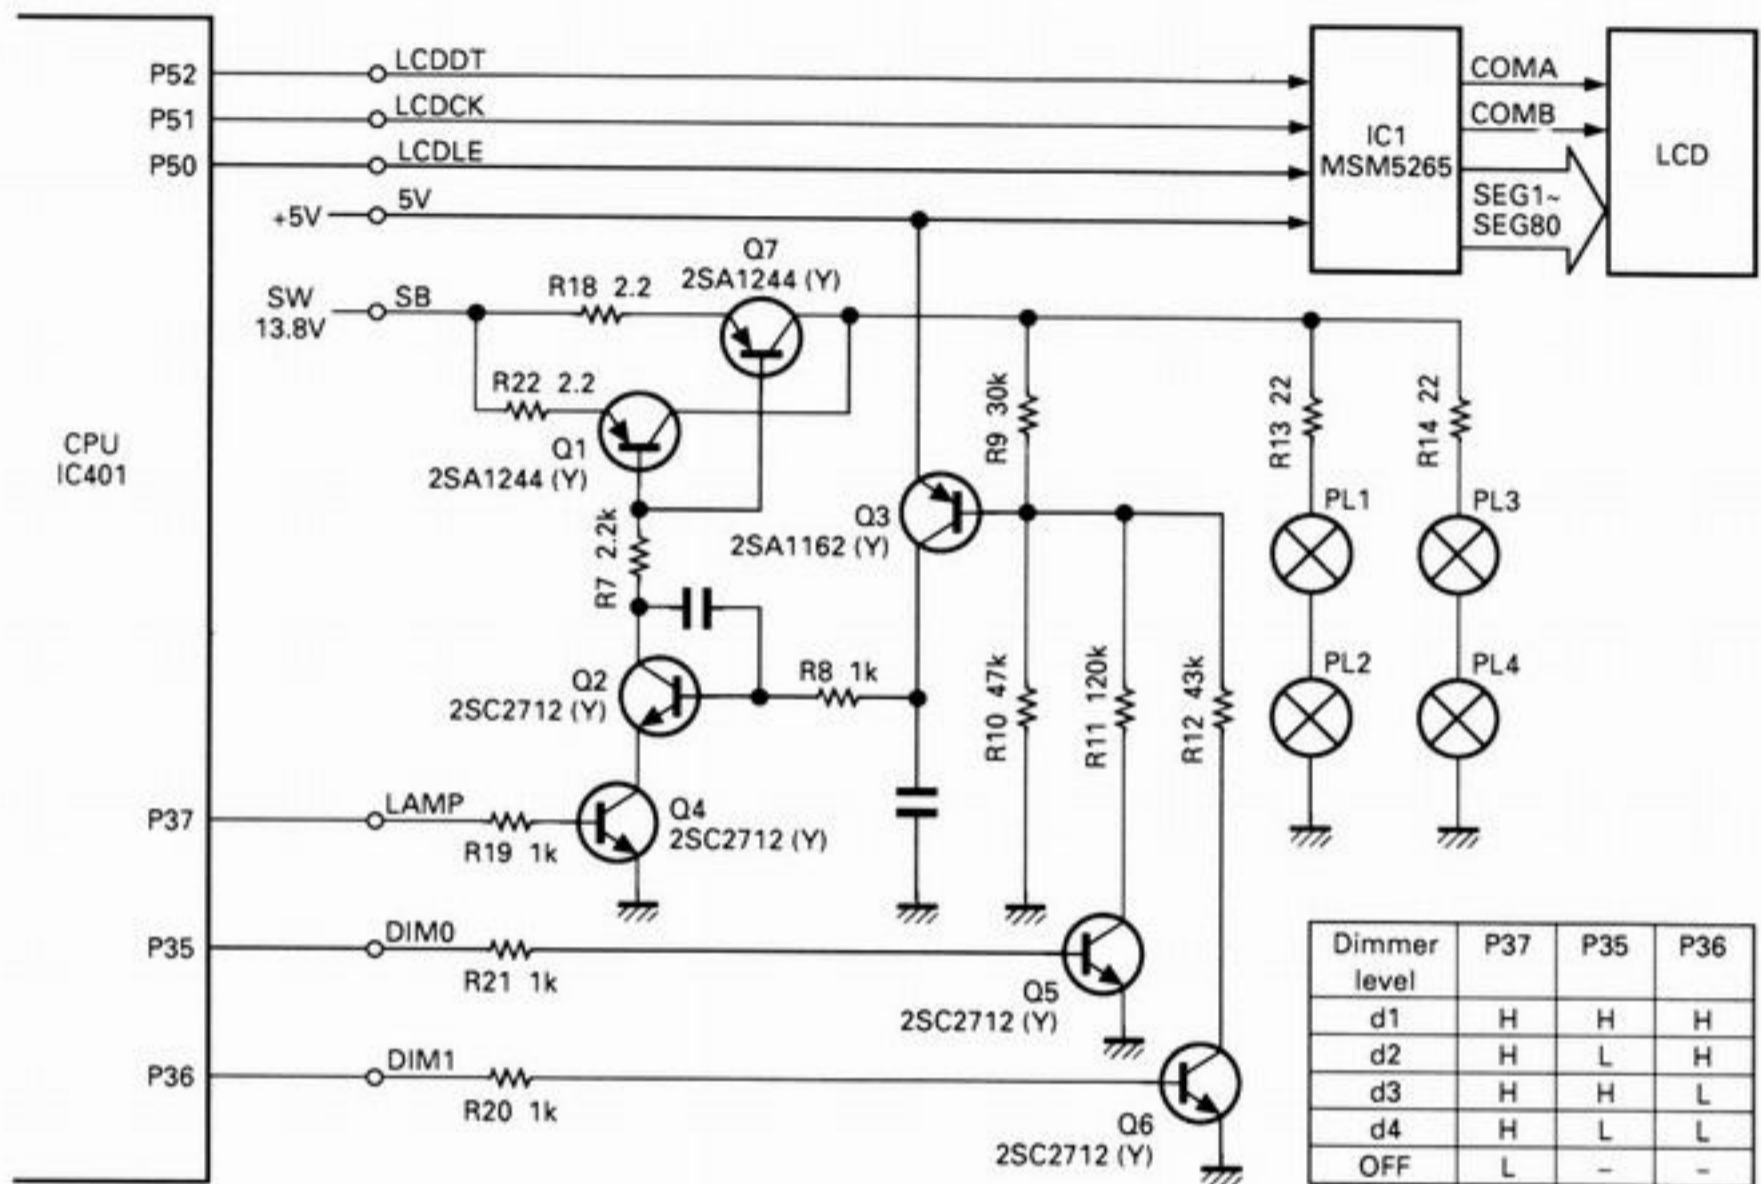 P52
LCDDT
P51
LCDCK
P50
LCDLE
+5V
5V
SW
13.8V
SB
CPU
IC401
IC1
MSM5265
COMA
COMB
SEG1~
SEG80
LCD
R18 2.2
Q7
2SA1244 (Y)
R22 2.2
Q1
2SA1244 (Y)
R7 2.2k
Q3
2SA1162 (Y)
R9 30k
R13 22
R14 22
PL1
PL3
PL2
PL4
Q2
2SC2712 (Y)
R8 1k
R10 47k
R11 120k
R12 43k
P37
LAMP
R19 1k
Q4
2SC2712 (Y)
P35
DIM0
R21 1k
Q5
2SC2712 (Y)
P36
DIM1
R20 1k
Q6
2SC2712 (Y)
Dimmer level P37 P35 P36
d1 H H H
d2 H L H
d3 H H L
d4 H L L
OFF L – –